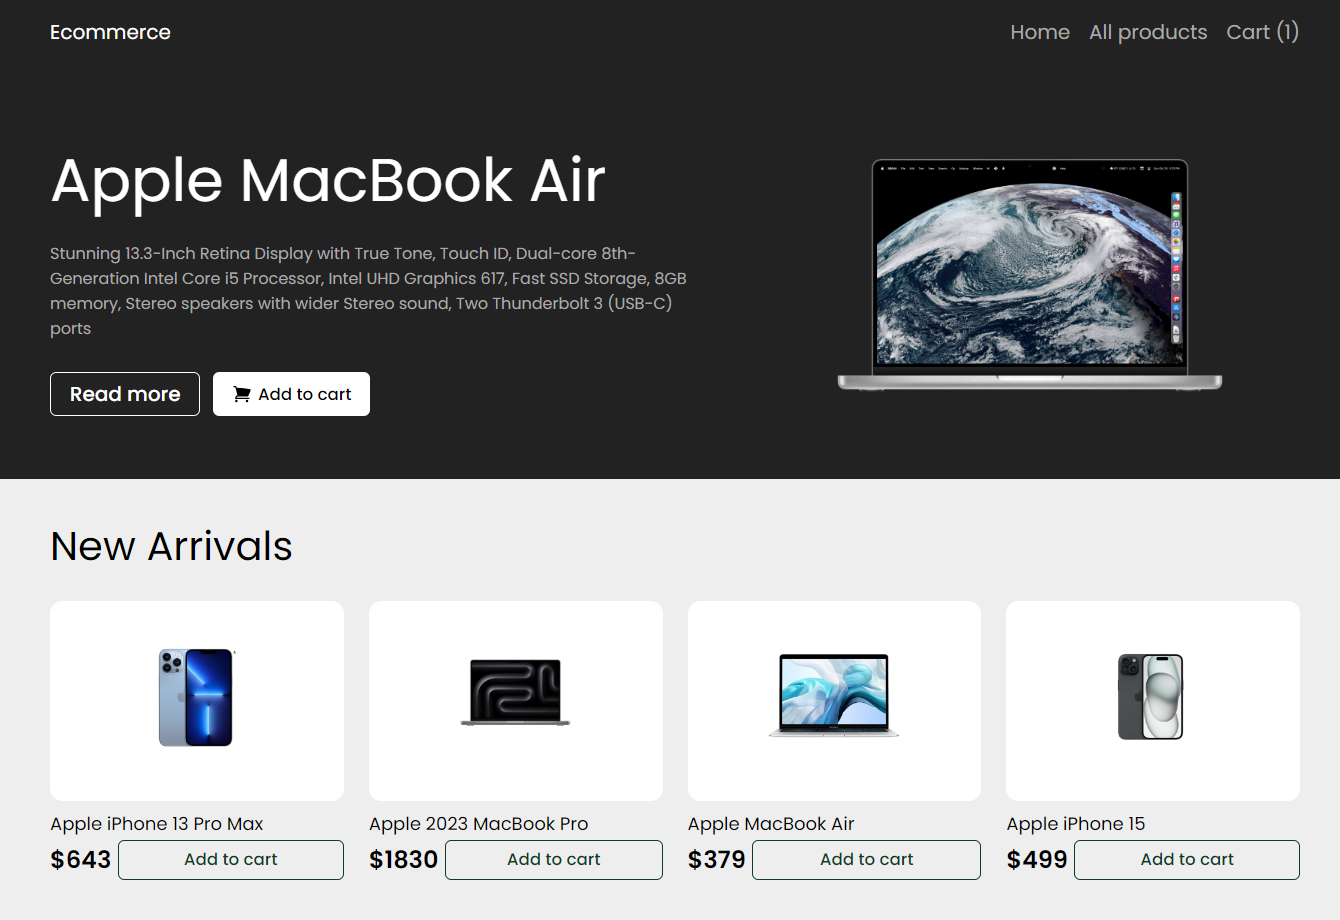 Ecommerce
Home All products Cart (1)
Apple MacBook Air
Stunning 13.3-Inch Retina Display with True Tone, Touch ID, Dual-core 8th-
Generation Intel Core i5 Processor, Intel UHD Graphics 617, Fast SSD Storage, 8GB
memory, Stereo speakers with wider Stereo sound, Two Thunderbolt 3 (USB-C)
ports
Read more Add to cart
New Arrivals
Apple iPhone 13 Pro Max
$643 Add to cart
Apple 2023 MacBook Pro
$1830 Add to cart
Apple MacBook Air
$379 Add to cart
Apple iPhone 15
$499 Add to cart